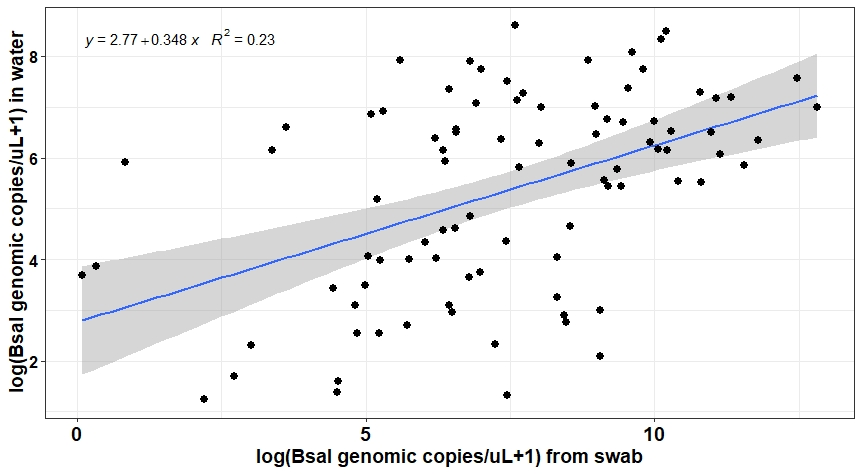 y = 2.77+0.348 x R² = 0.23
log(Bsal genomic copies/uL+1) in water
8
6
4
2
0 5 10
log(Bsal genomic copies/uL+1) from swab